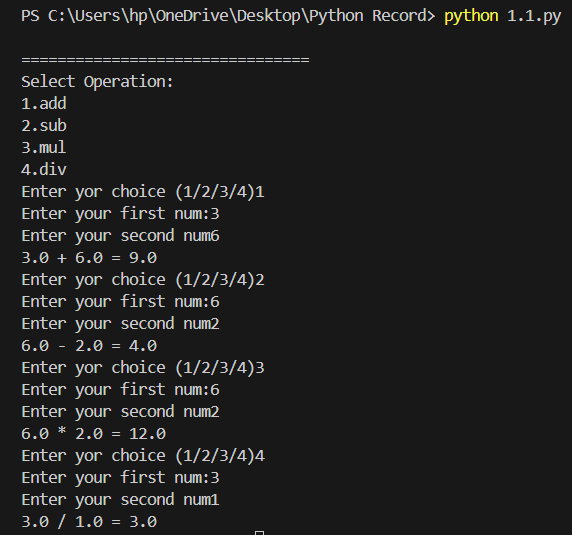 PS C:\Users\hp\OneDrive\Desktop\Python Record> python 1.1.py
================================
Select Operation:
1.add
2.sub
3.mul
4.div
Enter yor choice (1/2/3/4)1
Enter your first num:3
Enter your second num6
3.0 + 6.0 = 9.0
Enter yor choice (1/2/3/4)2
Enter your first num:6
Enter your second num2
6.0 - 2.0 = 4.0
Enter yor choice (1/2/3/4)3
Enter your first num:6
Enter your second num2
6.0 * 2.0 = 12.0
Enter yor choice (1/2/3/4)4
Enter your first num:3
Enter your second num1
3.0 / 1.0 = 3.0